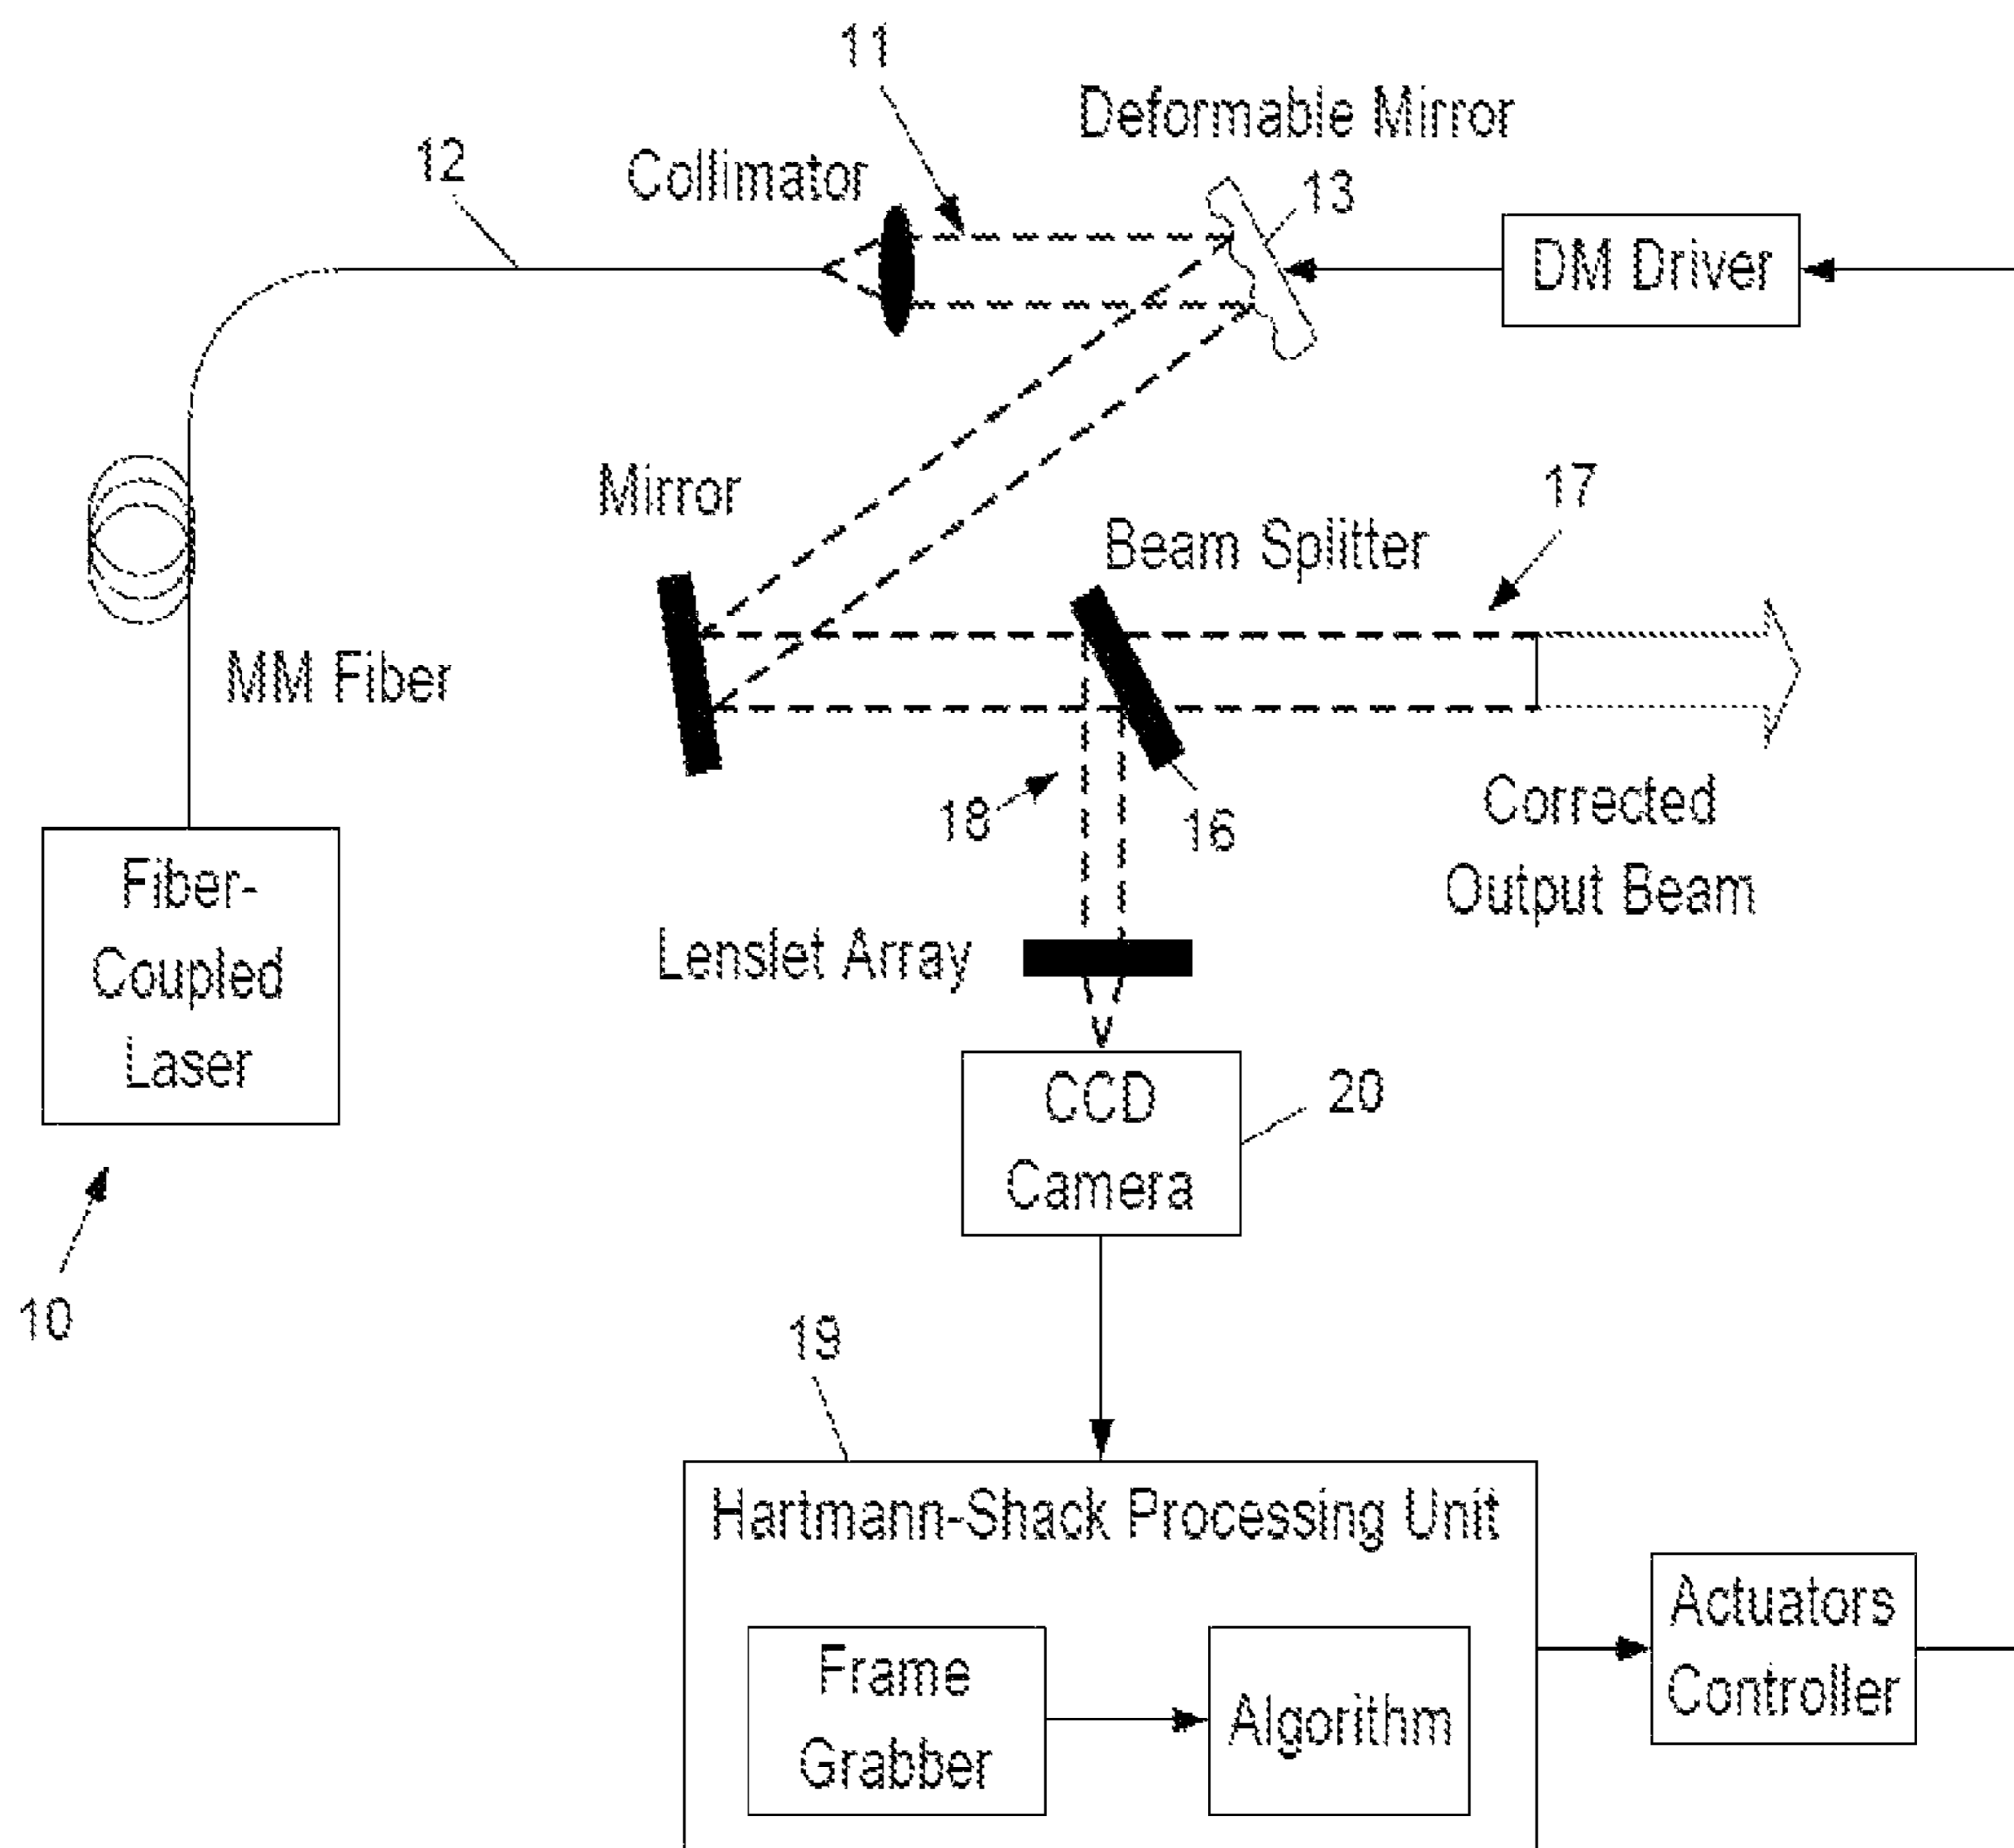 11
Deformable Mirror
12
Collimator
13
DM Driver
Mirror
17
Beam Splitter
MM Fiber
18
16
Corrected
Output Beam
Fiber-
Coupled
Laser
Lenslet Array
CCD
Camera
20
10
19
Hartmann-Shack Processing Unit
Frame
Grabber
Algorithm
Actuators
Controller